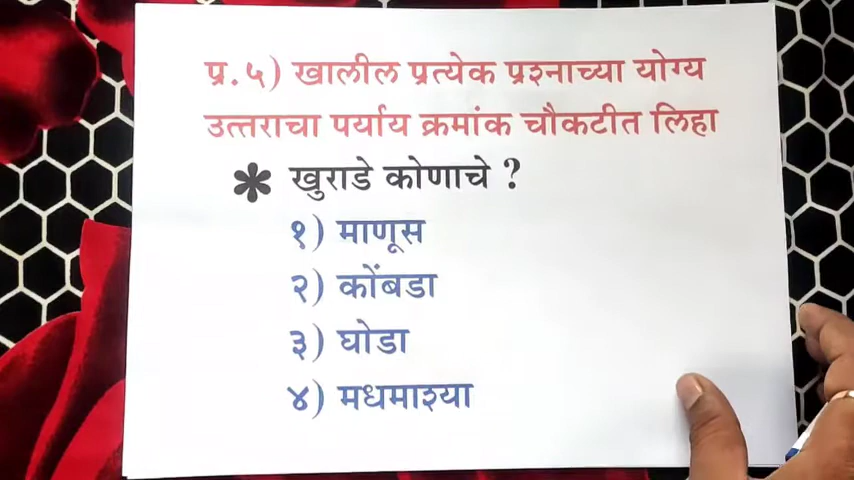 प्र.५) खालील प्रत्येक प्रश्नाच्या योग्य
उत्तराचा पर्याय क्रमांक चौकटीत लिहा
* खुराडे कोणाचे ?
१) माणूस
२) कोंबडा
३) घोडा
४) मधमाश्या